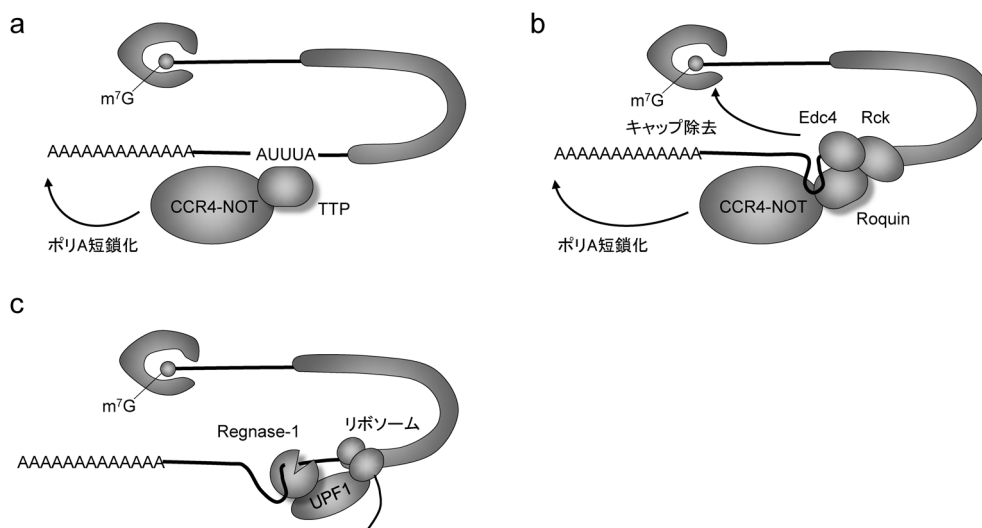 a
m⁷G
AAAAAAAAAAAAA
AUUUA
CCR4-NOT
TTP
ポリA短鎖化
b
m⁷G
キャップ除去
Edc4
Rck
AAAAAAAAAAAAA
CCR4-NOT
Roquin
ポリA短鎖化
c
m⁷G
Regnase-1
リボソーム
AAAAAAAAAAAAA
UPF1